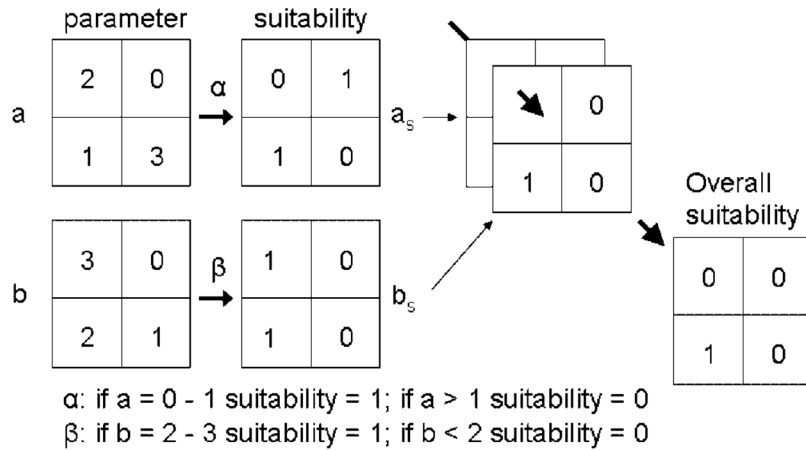 parameter suitability
2 0 0 1
a α a_s
1 3 1 0
0
1 0
Overall
suitability
3 0 1 0
b β b_s
2 1 1 0
0 0
1 0
α: if a = 0 - 1 suitability = 1; if a > 1 suitability = 0
β: if b = 2 - 3 suitability = 1; if b < 2 suitability = 0